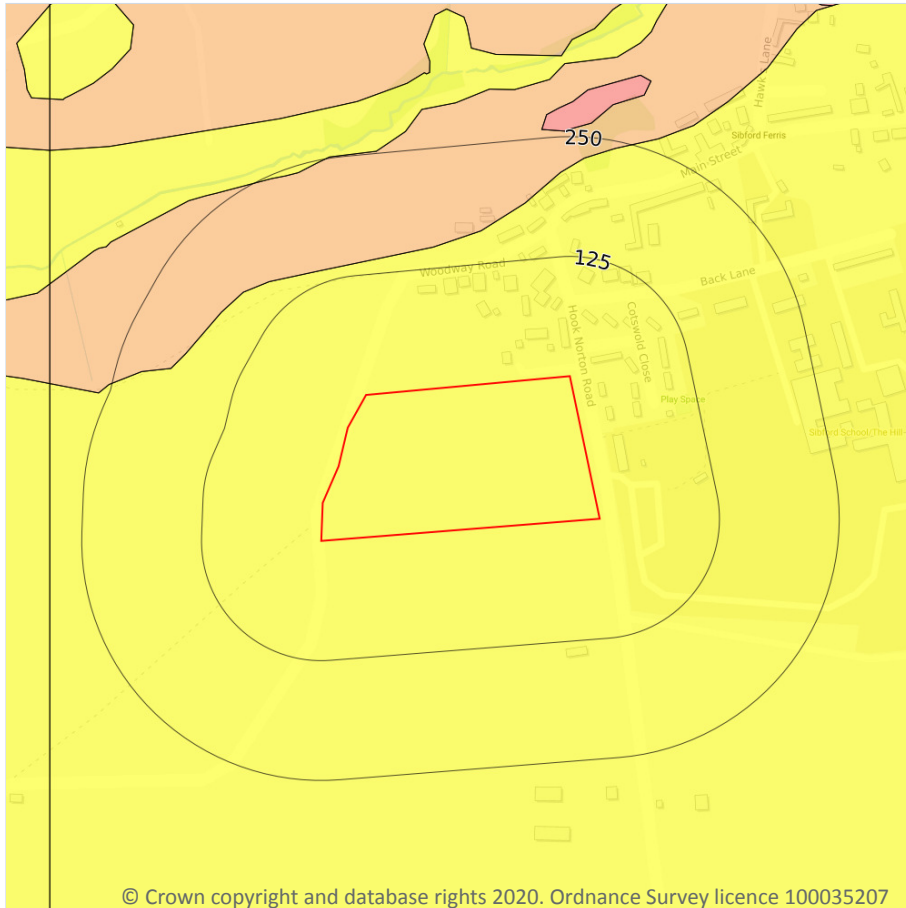 Hawks Lane
Sibford Ferris
250
Main Street
125
Woodway Road
Back Lane
Hook Norton Road
Cotswold Close
Play Space
Sibford School/The Hill-
© Crown copyright and database rights 2020. Ordnance Survey licence 100035207